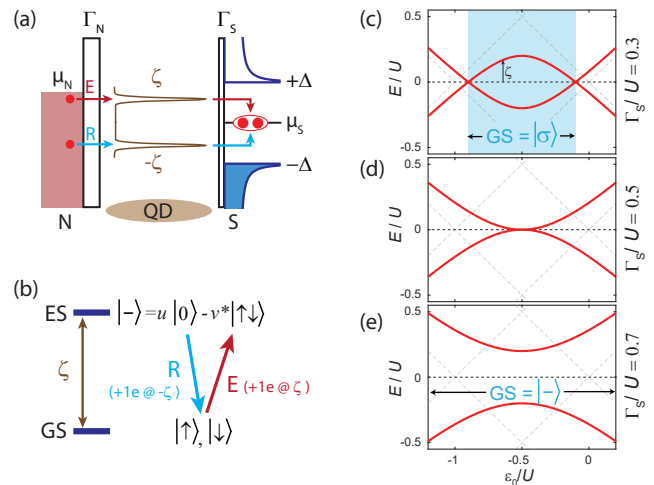 (a)
Γ_N
Γ_S
μ_N
E
ζ
+Δ
R
μ_S
-ζ
−Δ
N
QD
S
(b)
ES |−⟩ = u |0⟩ - v*|↑↓⟩
ζ
R
(+1e @ -ζ)
E (+1e @ ζ)
GS
|↑⟩, |↓⟩
(c)
0.5
E / U
0
-0.5
ζ
GS = |σ⟩
Γ_S / U = 0.3
(d)
0.5
E / U
0
-0.5
Γ_S / U = 0.5
(e)
0.5
E / U
0
-0.5
GS = |−⟩
Γ_S / U = 0.7
-1 -0.5 0
ε₀/U